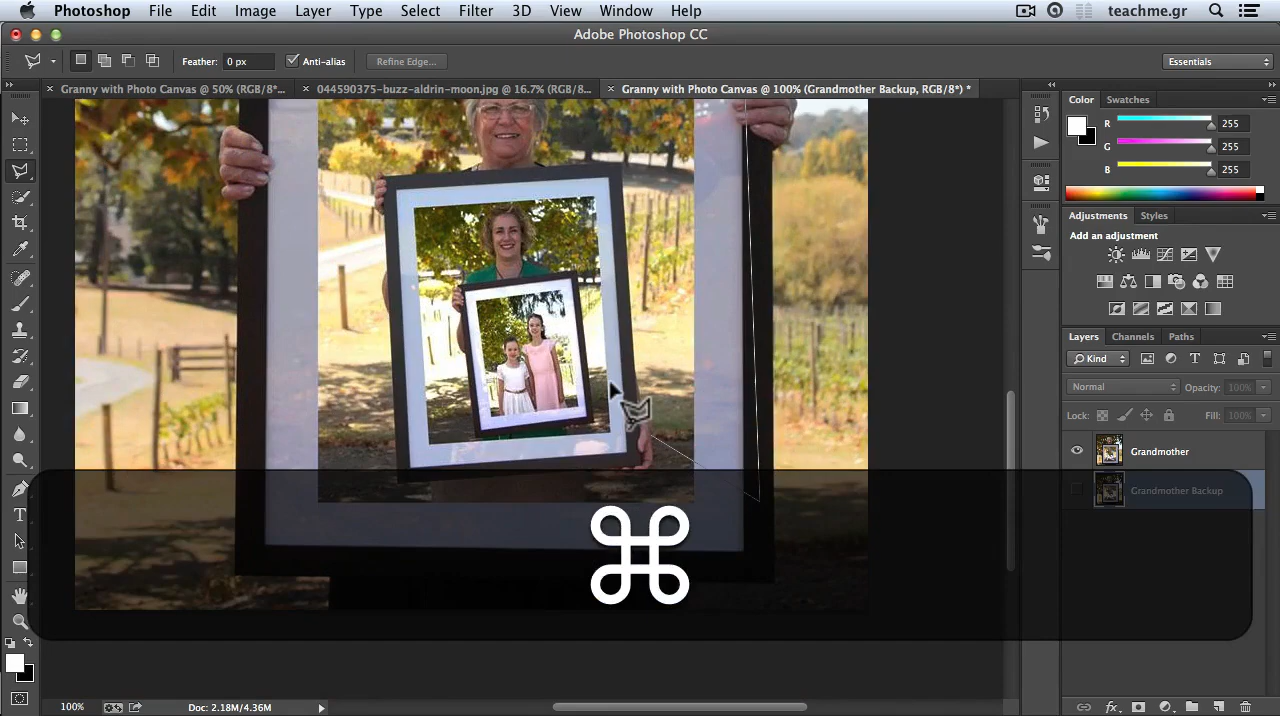 Photoshop File Edit Image Layer Type Select Filter 3D View Window Help teachme.gr
Adobe Photoshop CC
Feather: 0 px Anti-alias Refine Edge... Essentials
Granny with Photo Canvas @ 50% (RGB/8*... 044590375-buzz-aldrin-moon.jpg @ 16.7% (RGB/8... Granny with Photo Canvas @ 100% (Grandmother Backup, RGB/8*) *
Color Swatches
R 255
G 255
B 255
Adjustments Styles
Add an adjustment
Layers Channels Paths
Kind
Normal Opacity: 100%
Lock: Fill: 100%
Grandmother
Grandmother Backup
100% Doc: 2.18M/4.36M